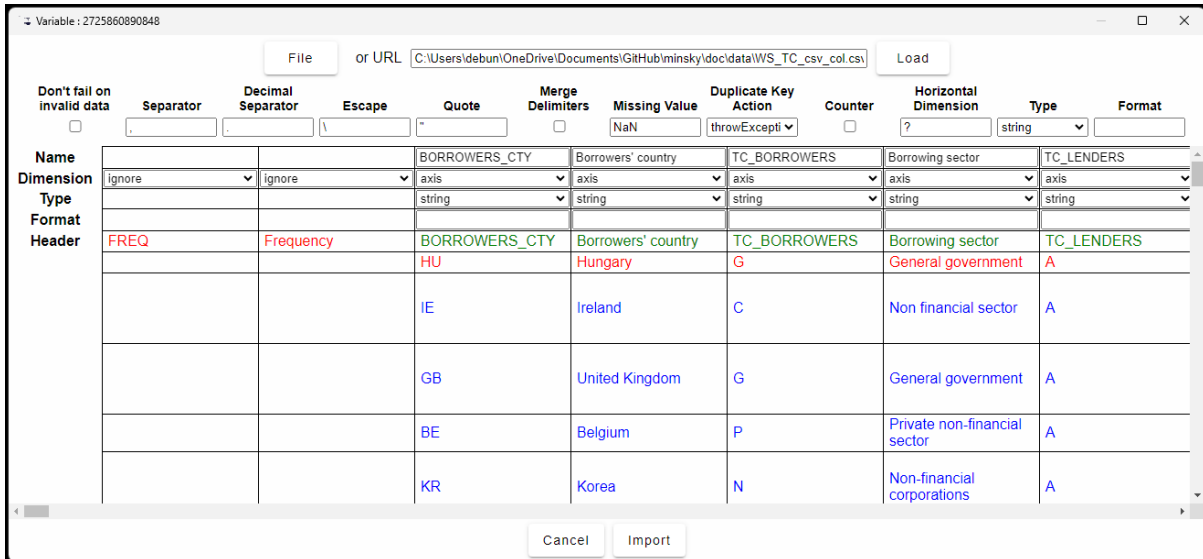 Variable : 2725860890848
File or URL C:\Users\debun\OneDrive\Documents\GitHub\minsky\doc\data\WS_TC_csv_col.csv Load
Don't fail on invalid data Separator Decimal Separator Escape Quote Merge Delimiters Missing Value Duplicate Key Action Counter Horizontal Dimension Type Format
, . \ " NaN throwExcepti ? string
Name BORROWERS_CTY Borrowers' country TC_BORROWERS Borrowing sector TC_LENDERS
Dimension ignore ignore axis axis axis axis axis
Type string string string string string
Format
Header FREQ Frequency BORROWERS_CTY Borrowers' country TC_BORROWERS Borrowing sector TC_LENDERS
HU Hungary G General government A
IE Ireland C Non financial sector A
GB United Kingdom G General government A
BE Belgium P Private non-financial sector A
KR Korea N Non-financial corporations A
Cancel Import